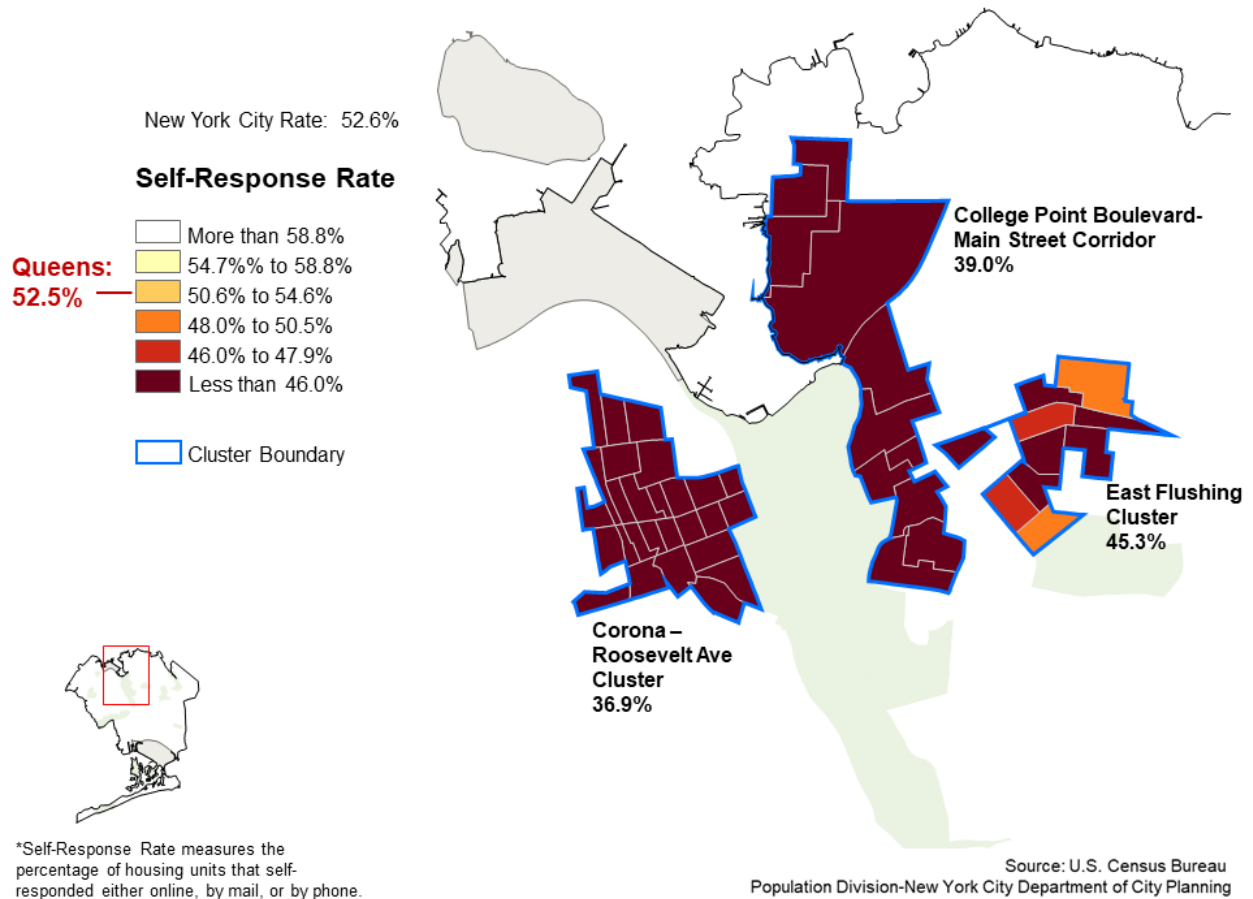 New York City Rate: 52.6%
Self-Response Rate
More than 58.8%
54.7%% to 58.8%
Queens:
52.5%
50.6% to 54.6%
48.0% to 50.5%
46.0% to 47.9%
Less than 46.0%
Cluster Boundary
College Point Boulevard-
Main Street Corridor
39.0%
East Flushing
Cluster
45.3%
Corona –
Roosevelt Ave
Cluster
36.9%
*Self-Response Rate measures the
percentage of housing units that self-
responded either online, by mail, or by phone.
Source: U.S. Census Bureau
Population Division-New York City Department of City Planning